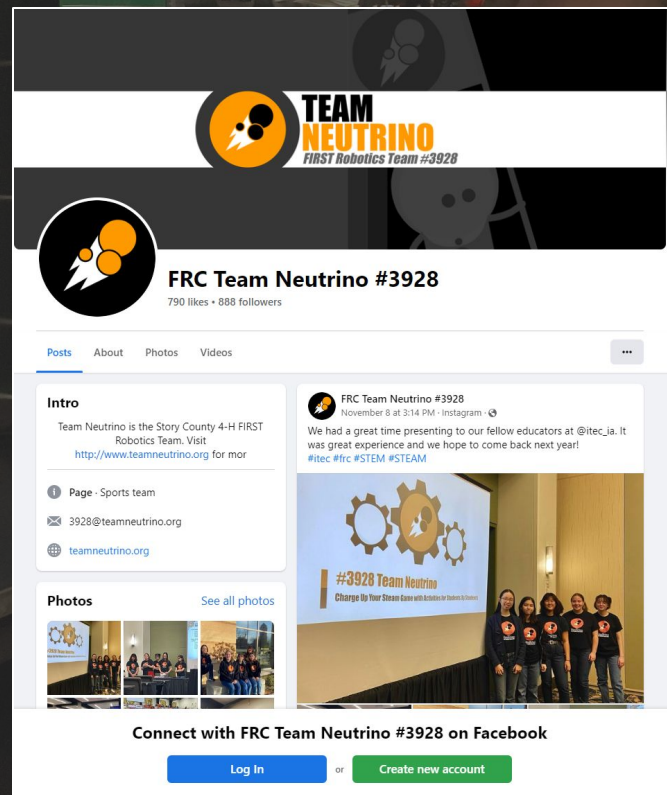 TEAM
NEUTRINO
FIRST Robotics Team #3928
FRC Team Neutrino #3928
790 likes • 888 followers
Posts About Photos Videos
Intro
Team Neutrino is the Story County 4-H FIRST
Robotics Team. Visit
http://www.teamneutrino.org for mor
Page · Sports team
3928@teamneutrino.org
teamneutrino.org
Photos See all photos
FRC Team Neutrino #3928
November 8 at 3:14 PM · Instagram ·
We had a great time presenting to our fellow educators at @itec_ia. It
was great experience and we hope to come back next year!
#itec #frc #STEM #STEAM
#3928 Team Neutrino
Charge Up Your Steam Game with Activities for Students By Students
Connect with FRC Team Neutrino #3928 on Facebook
Log In or Create new account